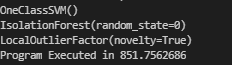 OneClassSVM()
IsolationForest(random_state=0)
LocalOutlierFactor(novelty=True)
Program Executed in 851.7562686